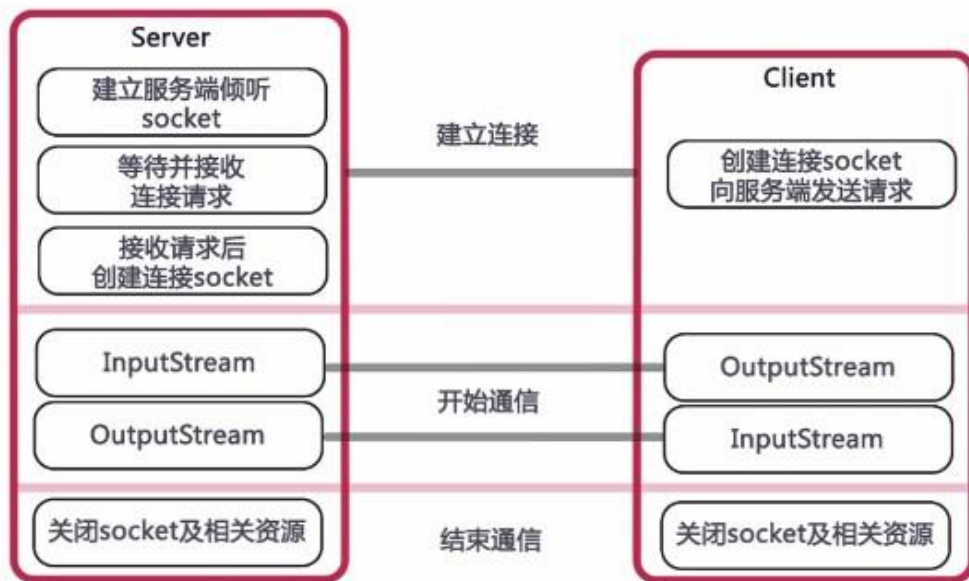 Server
建立服务端倾听
socket
等待并接收
连接请求
接收请求后
创建连接socket
建立连接
Client
创建连接socket
向服务端发送请求
InputStream
OutputStream
开始通信
OutputStream
InputStream
关闭socket及相关资源
结束通信
关闭socket及相关资源